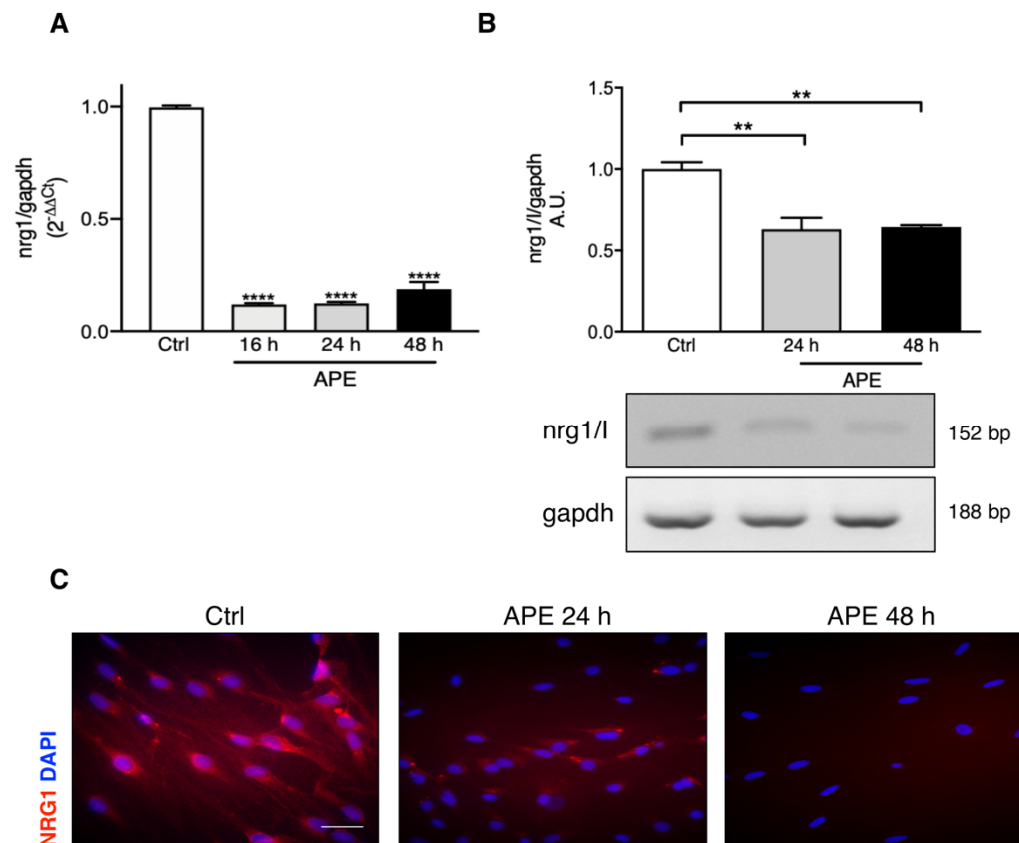 A
nrg1/gapdh
(2-ΔΔCt)
1.0
0.5
0.0
****
****
****
Ctrl
16 h
24 h
48 h
APE
B
nrg1/I/gapdh
A.U.
1.5
1.0
0.5
0.0
**
**
Ctrl
24 h
48 h
APE
nrg1/I
152 bp
gapdh
188 bp
C
Ctrl
APE 24 h
APE 48 h
NRG1 DAPI